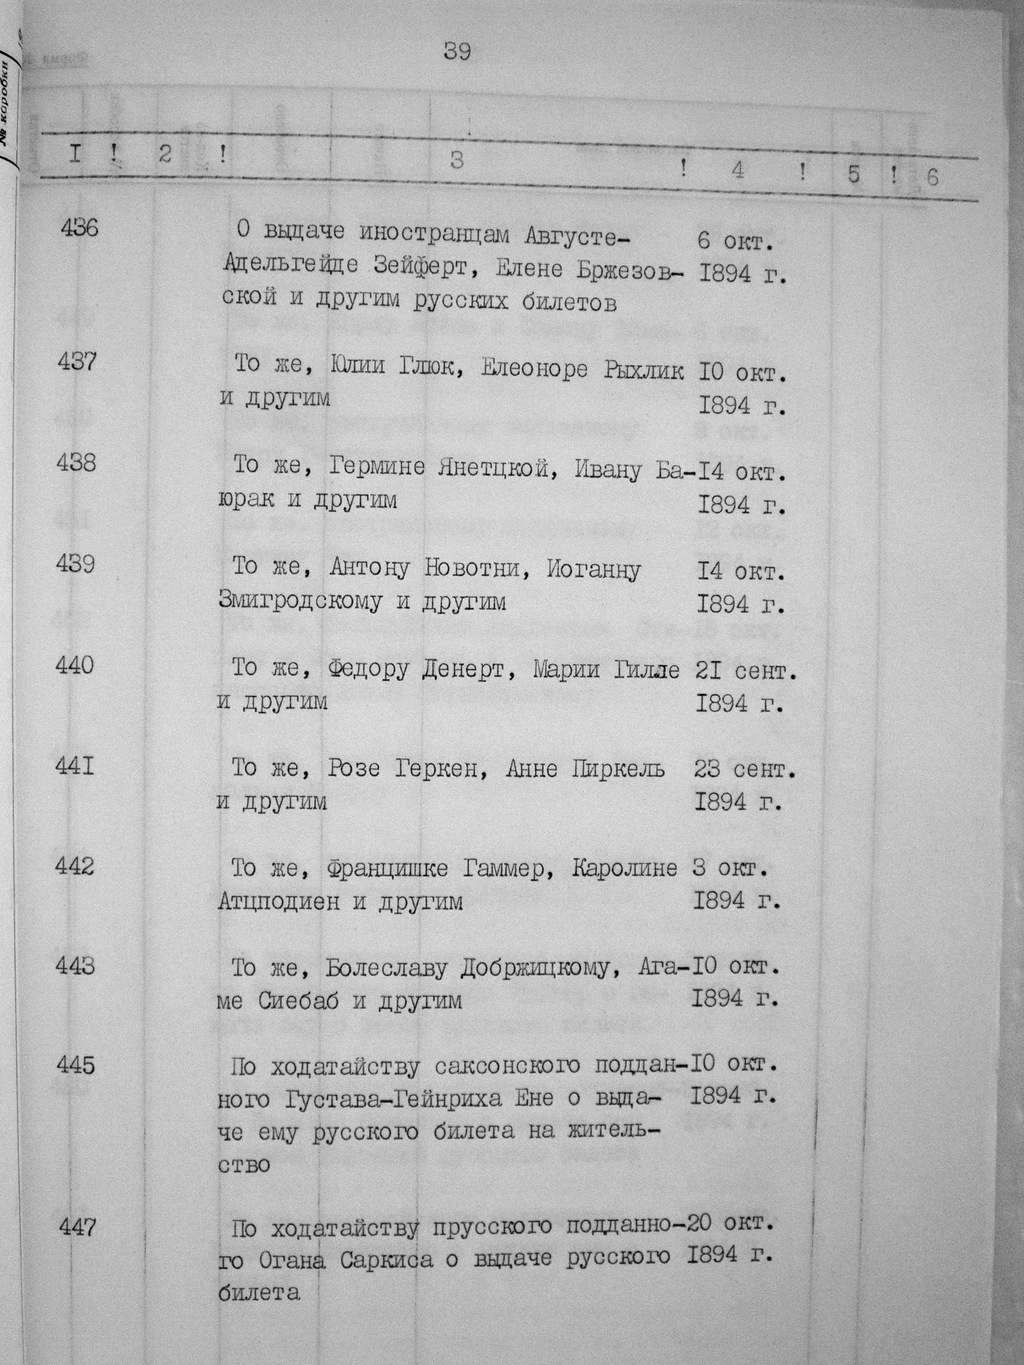 № коробки
39
I ! 2 ! 3 ! 4 ! 5 ! 6
436 О выдаче иностранцам Августе- 6 окт.
Адельгейде Зейферт, Елене Бржезов- I894 г.
ской и другим русских билетов
437 То же, Юлии Глюк, Елеоноре Рыхлик IO окт.
и другим I894 г.
438 То же, Гермине Янетцкой, Ивану Ба-I4 окт.
юрак и другим I894 г.
439 То же, Антону Новотни, Иоганну I4 окт.
Змигродскому и другим I894 г.
440 То же, Федору Денерт, Марии Гилле 2I сент.
и другим I894 г.
44I То же, Розе Геркен, Анне Пиркель 23 сент.
и другим I894 г.
442 То же, Францишке Гаммер, Каролине 3 окт.
Атцподиен и другим I894 г.
443 То же, Болеславу Добржицкому, Ага-IO окт.
ме Сиебаб и другим I894 г.
445 По ходатайству саксонского поддан-IO окт.
ного Густава-Гейнриха Ене о выда- I894 г.
че ему русского билета на житель-
ство
447 По ходатайству прусского подданно-20 окт.
го Огана Саркиса о выдаче русского I894 г.
билета